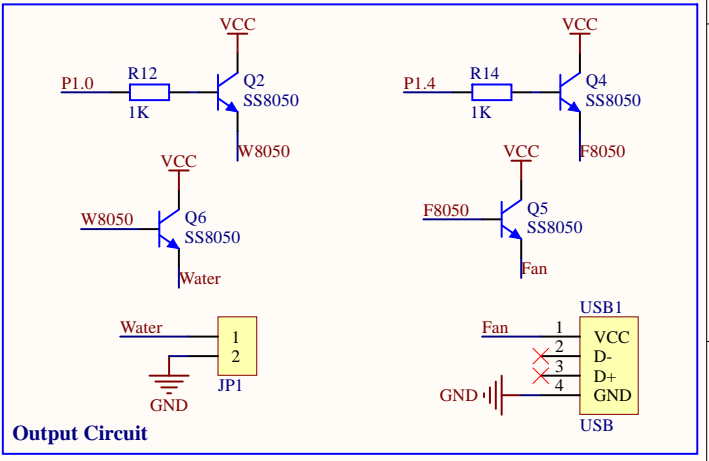 VCC
P1.0
R12
1K
Q2
SS8050
W8050
VCC
P1.4
R14
1K
Q4
SS8050
F8050
VCC
W8050
Q6
SS8050
Water
VCC
F8050
Q5
SS8050
Fan
Water
1
2
GND
JP1
USB1
Fan
1 VCC
2 D-
3 D+
GND 4 GND
USB
Output Circuit